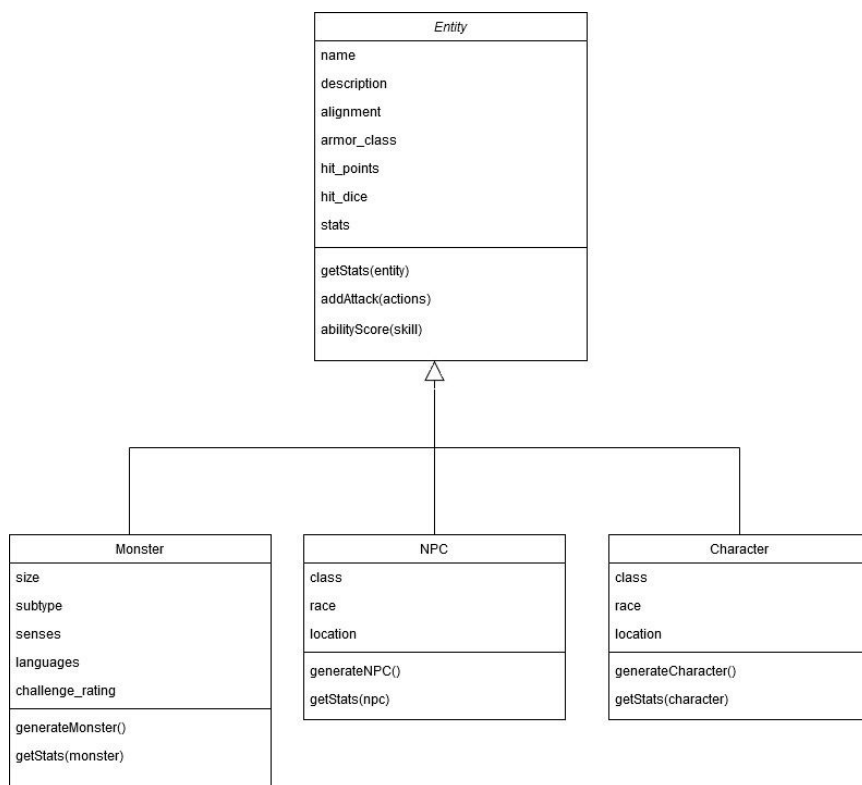 Entity
name
description
alignment
armor_class
hit_points
hit_dice
stats
getStats(entity)
addAttack(actions)
abilityScore(skill)
Monster
size
subtype
senses
languages
challenge_rating
generateMonster()
getStats(monster)
NPC
class
race
location
generateNPC()
getStats(npc)
Character
class
race
location
generateCharacter()
getStats(character)